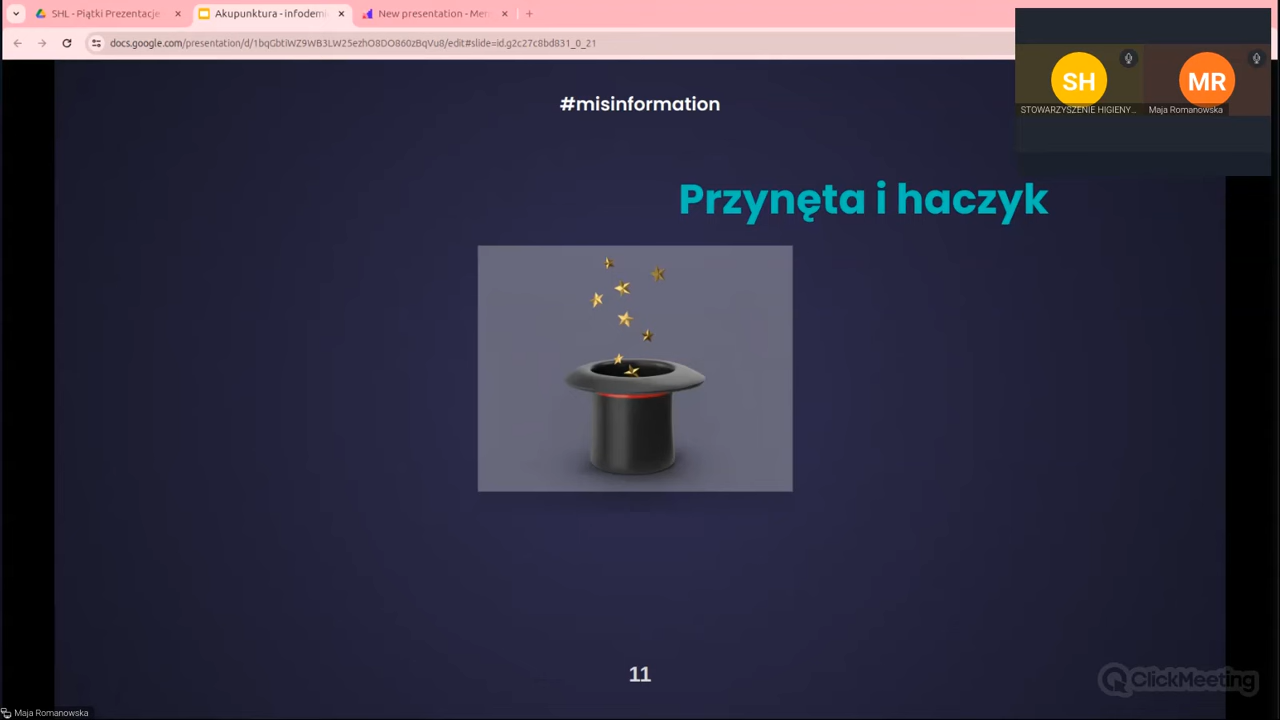 SHL - Piątki Prezentacje
Akupunktura - infodemi
New presentation - Men
docs.google.com/presentation/d/1bqGbtiWZ9WB3LW25ezhO8DO860zBqVu8/edit#slide=id.g2c27c8bd831_0_21
SH
MR
STOWARZYSZENIE HIGIENY...
Maja Romanowska
#misinformation
Przynęta i haczyk
11
ClickMeeting
Maja Romanowska